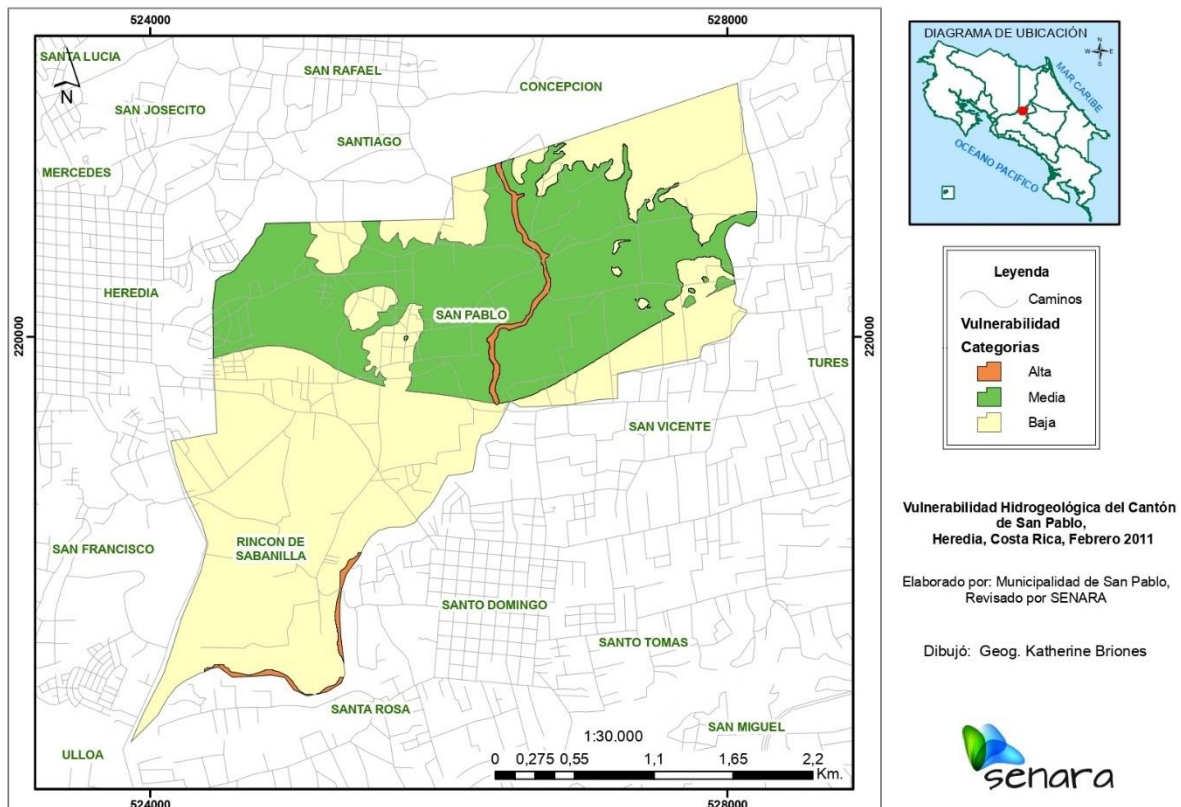 524000
528000
SANTA LUCIA
SAN RAFAEL
CONCEPCION
N
SAN JOSECITO
SANTIAGO
MERCEDES
HEREDIA
SAN PABLO
220000
220000
TURES
SAN VICENTE
SAN FRANCISCO
RINCON DE
SABANILLA
SANTO DOMINGO
SANTO TOMAS
SANTA ROSA
SAN MIGUEL
ULLOA
1:30.000
0 0,275 0,55 1,1 1,65 2,2
Km.
524000
528000
DIAGRAMA DE UBICACIÓN
N
W E
S
MAR CARIBE
OCEANO PACIFICO
Leyenda
Caminos
Vulnerabilidad
Categorias
Alta
Media
Baja
Vulnerabilidad Hidrogeológica del Cantón
de San Pablo,
Heredia, Costa Rica, Febrero 2011
Elaborado por: Municipalidad de San Pablo,
Revisado por SENARA
Dibujó: Geog. Katherine Briones
senara